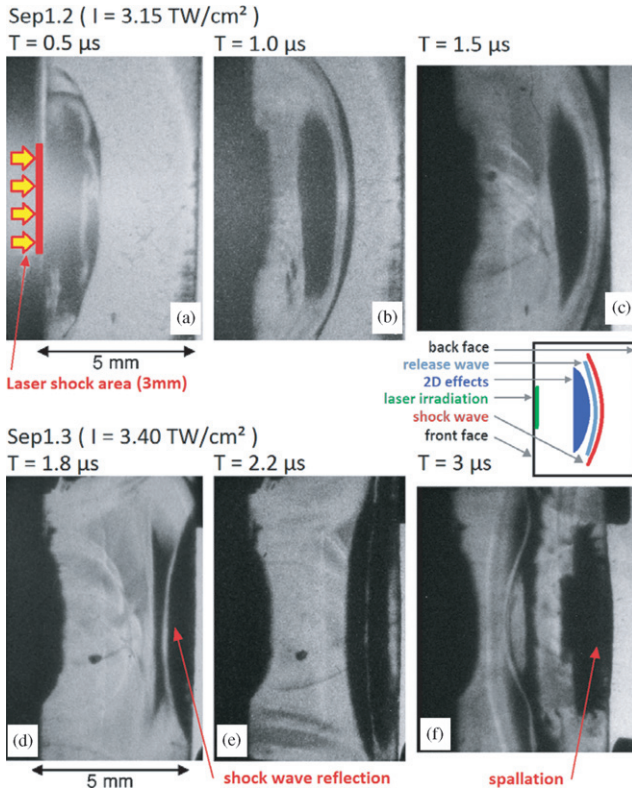 Sep1.2 ( I = 3.15 TW/cm² )
T = 0.5 µs
1.0 µs
T = 1.5 µs
(a)
(b)
(c)
5 mm
Laser shock area (3mm)
back face
release wave
2D effects
laser irradiation
shock wave
front face
Sep1.3 ( I = 3.40 TW/cm² )
T = 1.8 µs
T = 2.2 µs
T = 3 µs
(d)
(e)
(f)
5 mm
shock wave reflection
spallation